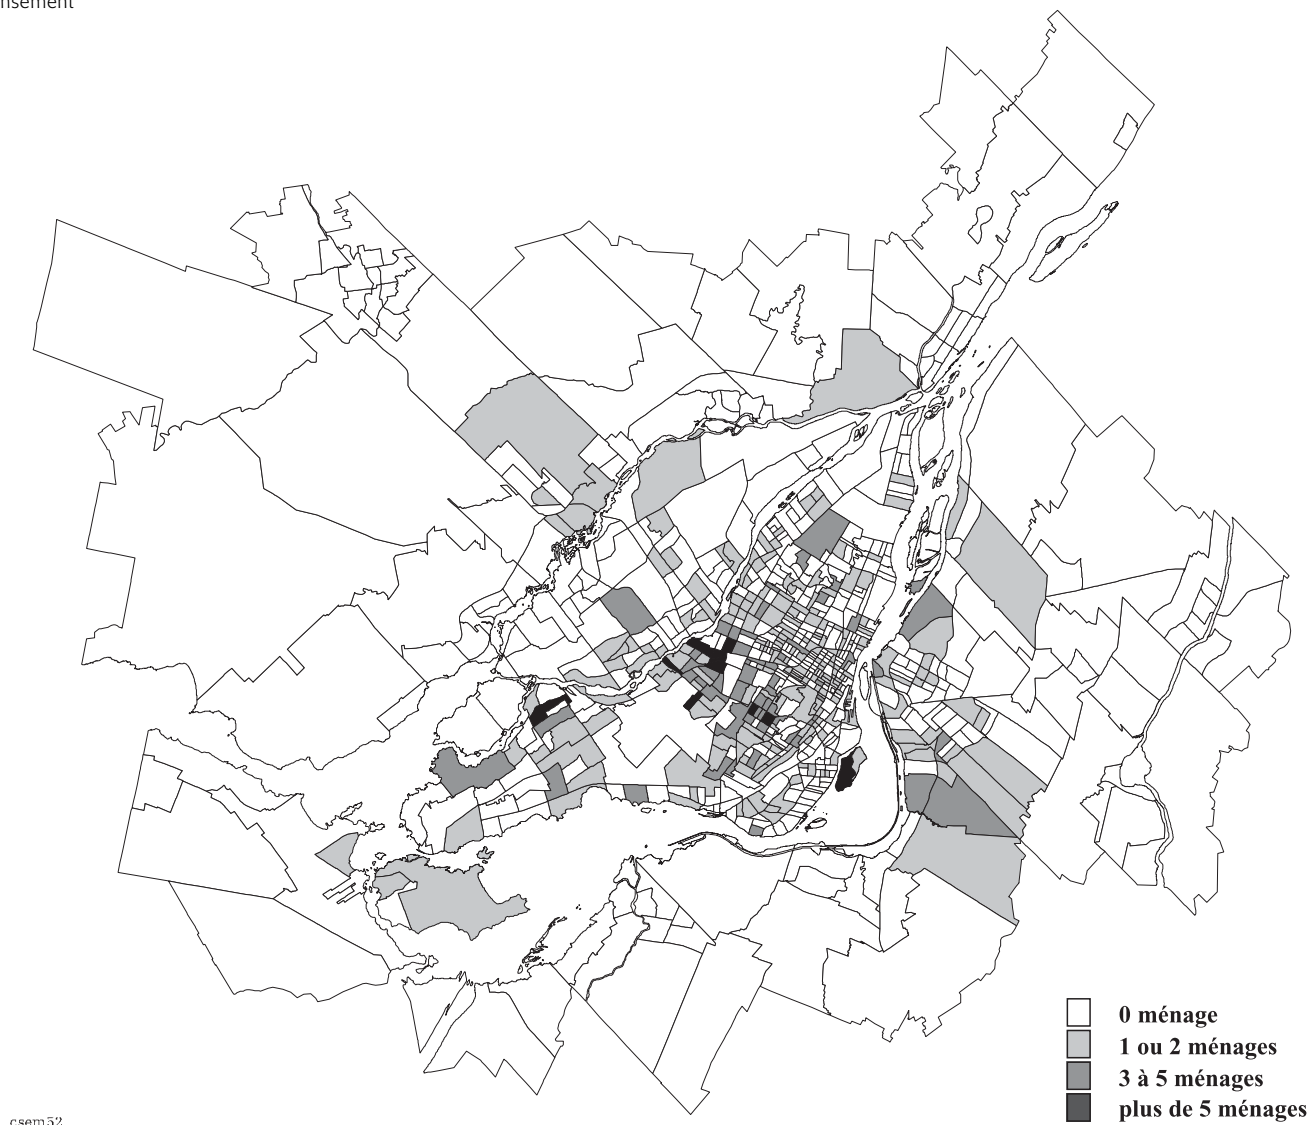 0 ménage
1 ou 2 ménages
3 à 5 ménages
plus de 5 ménages
csem52